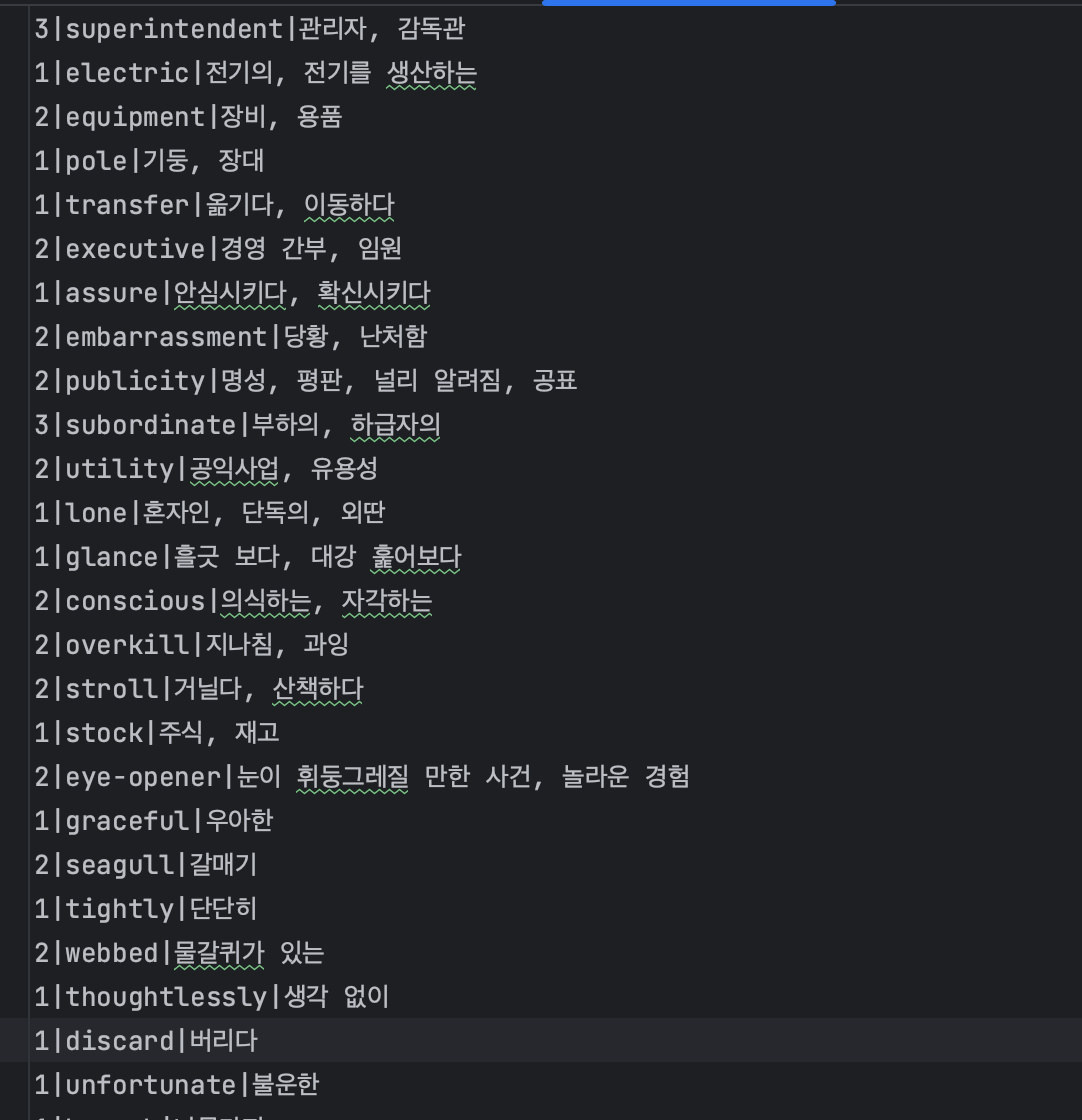 3|superintendent|관리자, 감독관
1|electric|전기의, 전기를 생산하는
2|equipment|장비, 용품
1|pole|기둥, 장대
1|transfer|옮기다, 이동하다
2|executive|경영 간부, 임원
1|assure|안심시키다, 확신시키다
2|embarrassment|당황, 난처함
2|publicity|명성, 평판, 널리 알려짐, 공표
3|subordinate|부하의, 하급자의
2|utility|공익사업, 유용성
1|lone|혼자인, 단독의, 외딴
1|glance|흘긋 보다, 대강 훑어보다
2|conscious|의식하는, 자각하는
2|overkill|지나침, 과잉
2|stroll|거닐다, 산책하다
1|stock|주식, 재고
2|eye-opener|눈이 휘둥그레질 만한 사건, 놀라운 경험
1|graceful|우아한
2|seagull|갈매기
1|tightly|단단히
2|webbed|물갈퀴가 있는
1|thoughtlessly|생각 없이
1|discard|버리다
1|unfortunate|불운한